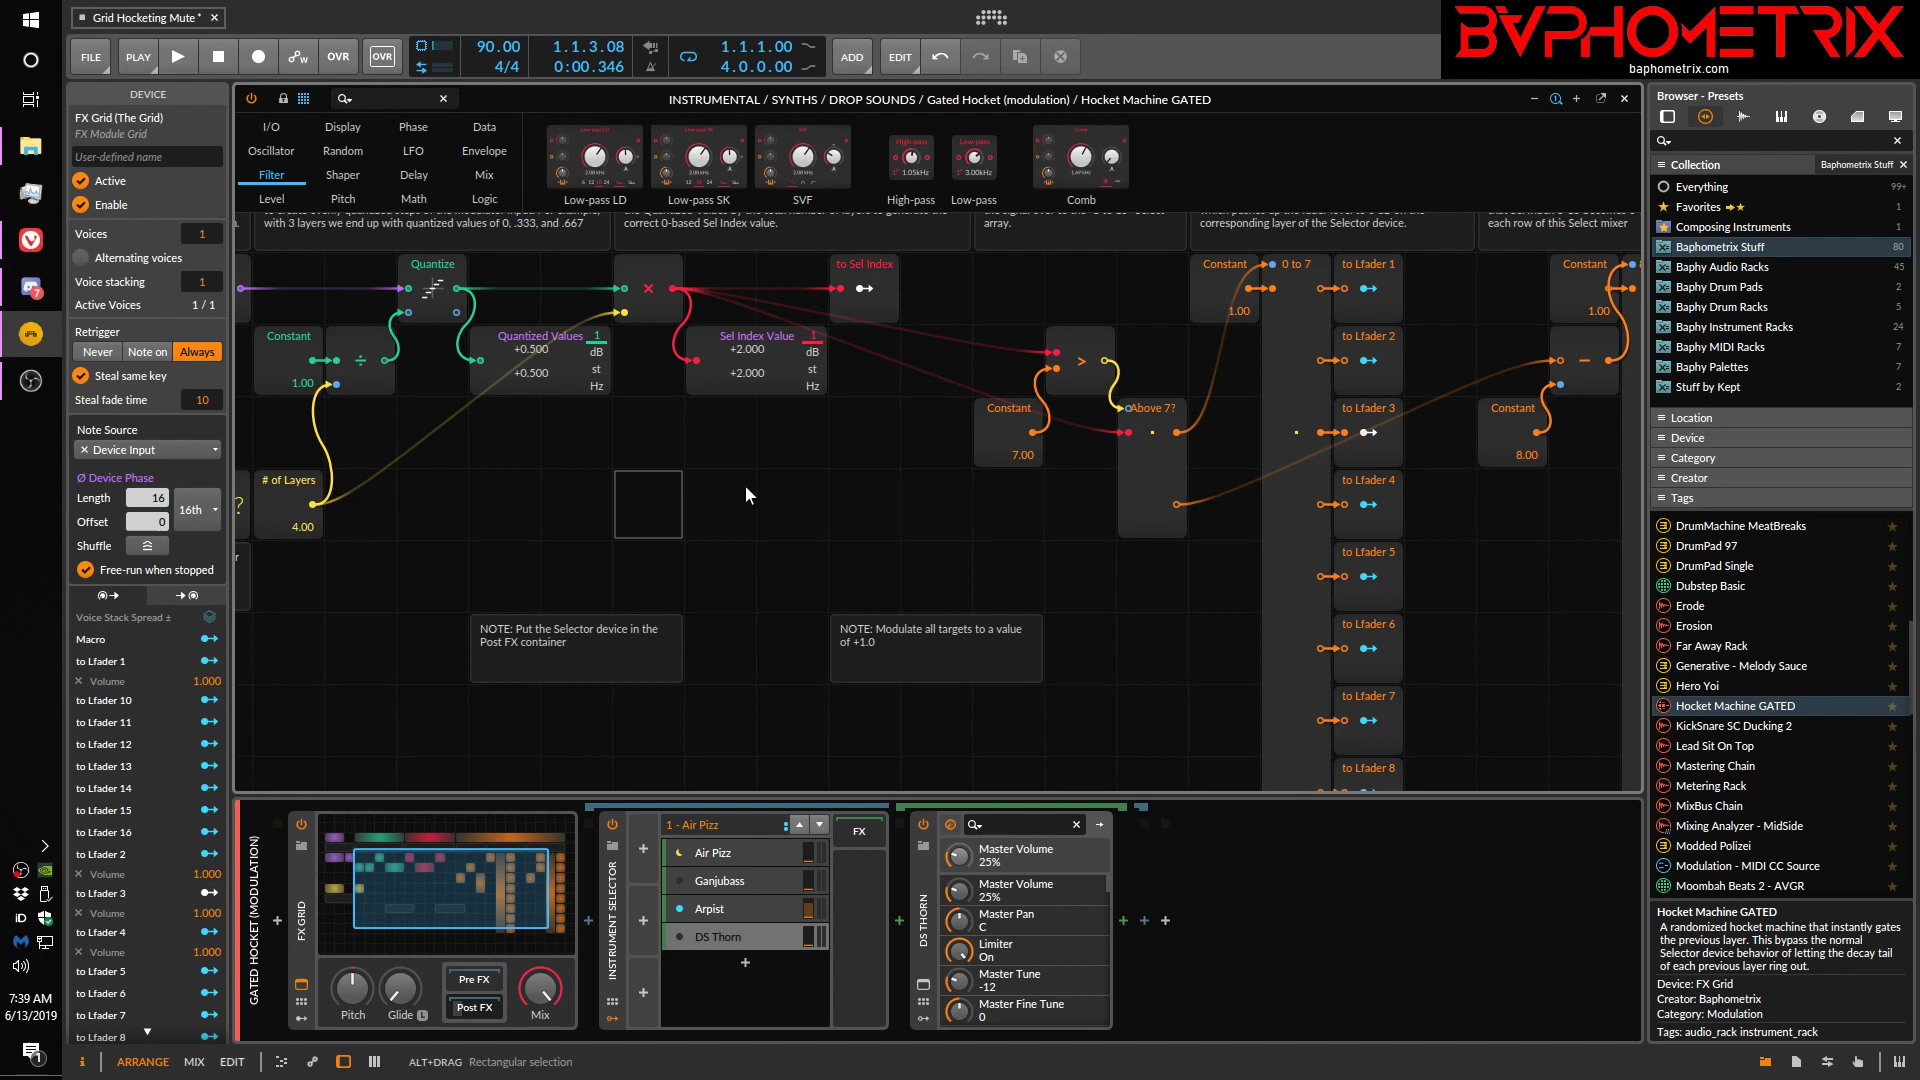 Grid Hocketing Mute *
BAPHOMETRIX
baphometrix.com
FILE
PLAY
OVR
OVR
90.00
4/4
1.1.3.08
0:00.346
1.1.1.00
4.0.0.00
ADD
EDIT
DEVICE
FX Grid (The Grid)
FX Module Grid
User-defined name
Active
Enable
Voices
1
Alternating voices
Voice stacking
1
Active Voices
1 / 1
Retrigger
Never
Note on
Always
Steal same key
Steal fade time
10
Note Source
Device Input
Ø Device Phase
Length
16
16th
Offset
0
Shuffle
Free-run when stopped
Voice Stack Spread ±
Macro
to Lfader 1
Volume
1.000
to Lfader 10
to Lfader 11
to Lfader 12
to Lfader 13
to Lfader 14
to Lfader 15
to Lfader 16
to Lfader 2
Volume
1.000
to Lfader 3
Volume
1.000
to Lfader 4
Volume
1.000
to Lfader 5
to Lfader 6
to Lfader 7
to Lfader 8
INSTRUMENTAL / SYNTHS / DROP SOUNDS / Gated Hocket (modulation) / Hocket Machine GATED
I/O
Display
Phase
Data
Oscillator
Random
LFO
Envelope
Filter
Shaper
Delay
Mix
Level
Pitch
Math
Logic
Low-pass LD
Low-pass SK
SVF
High-pass
Low-pass
Comb
1.05kHz
3.00kHz
with 3 layers we end up with quantized values of 0, .333, and .667
correct 0-based Sel Index value.
array.
corresponding layer of the Selector device.
each row of this Select mixer
Quantize
to Sel Index
Constant
1.00
0 to 7
to Lfader 1
Constant
1.00
Constant
1.00
÷
Quantized Values
1
+0.500
dB
st
+0.500
Hz
Sel Index Value
1
+2.000
dB
st
+2.000
Hz
>
to Lfader 2
Constant
7.00
Above 7?
to Lfader 3
Constant
8.00
# of Layers
4.00
to Lfader 4
to Lfader 5
to Lfader 6
to Lfader 7
to Lfader 8
NOTE: Put the Selector device in the
Post FX container
NOTE: Modulate all targets to a value
of +1.0
GATED HOCKET (MODULATION)
FX GRID
Pitch
Glide
L
Pre FX
Post FX
Mix
INSTRUMENT SELECTOR
1 - Air Pizz
Air Pizz
Ganjubass
Arpist
DS Thorn
FX
DS THORN
Master Volume
25%
Master Volume
25%
Master Pan
C
Limiter
On
Master Tune
-12
Master Fine Tune
0
Browser - Presets
Collection
Baphometrix Stuff
Everything
99+
Favorites
1
Composing Instruments
1
Baphometrix Stuff
80
Baphy Audio Racks
45
Baphy Drum Pads
2
Baphy Drum Racks
5
Baphy Instrument Racks
24
Baphy MIDI Racks
7
Baphy Palettes
7
Stuff by Kept
2
Location
Device
Category
Creator
Tags
DrumMachine MeatBreaks
DrumPad 97
DrumPad Single
Dubstep Basic
Erode
Erosion
Far Away Rack
Generative - Melody Sauce
Hero Yoi
Hocket Machine GATED
KickSnare SC Ducking 2
Lead Sit On Top
Mastering Chain
Metering Rack
MixBus Chain
Mixing Analyzer - MidSide
Modded Polizei
Modulation - MIDI CC Source
Moombah Beats 2 - AVGR
Hocket Machine GATED
A randomized hocket machine that instantly gates
the previous layer. This bypass the normal
Selector device behavior of letting the decay tail
of each previous layer ring out.
Device: FX Grid
Creator: Baphometrix
Category: Modulation
Tags: audio_rack instrument_rack
7
iD
7:39 AM
6/13/2019
1
i
ARRANGE
MIX
EDIT
ALT+DRAG
Rectangular selection